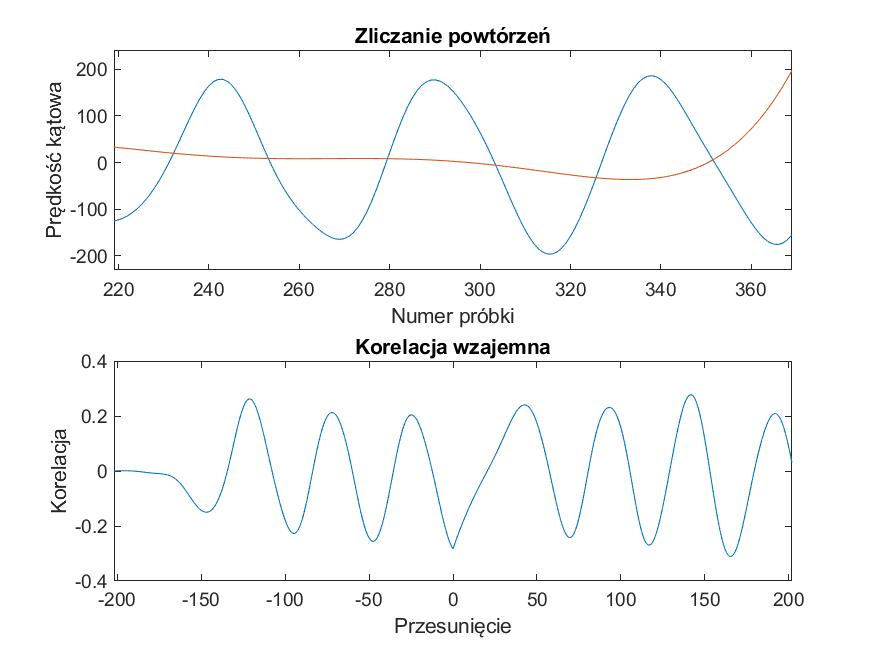 Zliczanie powtórzeń
200
100
0
-100
-200
Prędkość kątowa
220 240 260 280 300 320 340 360
Numer próbki
Korelacja wzajemna
0.4
0.2
0
-0.2
-0.4
Korelacja
-200 -150 -100 -50 0 50 100 150 200
Przesunięcie